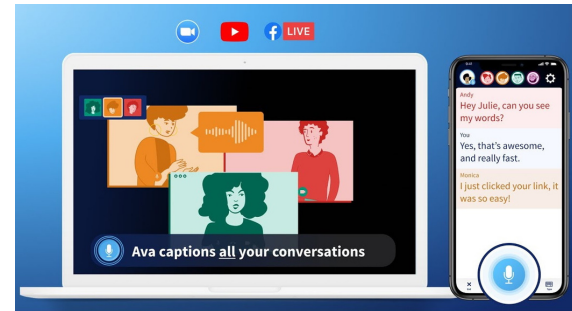 LIVE
Ava captions all your conversations
Andy
Hey Julie, can you see
my words?
You
Yes, that's awesome,
and really fast.
Monica
I just clicked your link, it
was so easy!